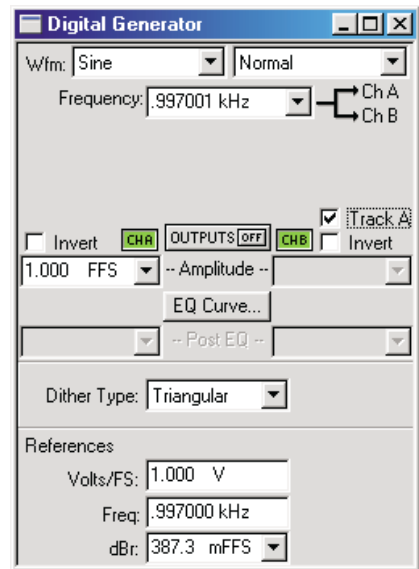 Digital Generator
Wfm: Sine Normal
Frequency: .997001 kHz Ch A
Ch B
Track A
Invert CHA OUTPUTS OFF CHB Invert
1.000 FFS -- Amplitude --
EQ Curve...
-- Post EQ --
Dither Type: Triangular
References
Volts/FS: 1.000 V
Freq: .997000 kHz
dBr: 387.3 mFFS